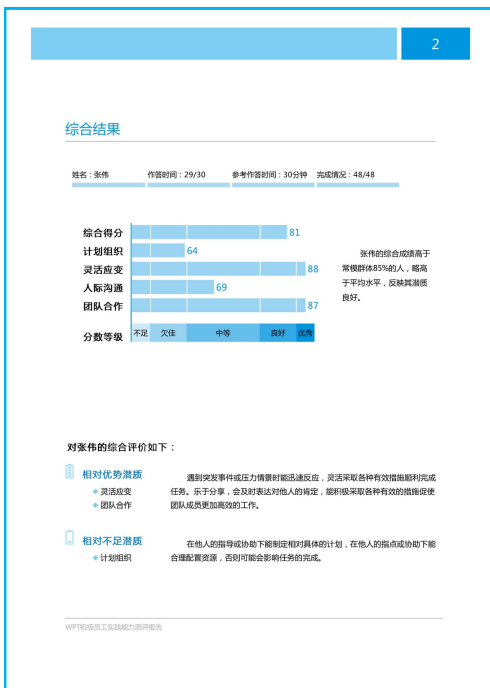 2
综合结果
姓名：张伟 作答时间：29/30 参考作答时间：30分钟 完成情况：48/48
综合得分 81
计划组织 64
灵活应变 88
人际沟通 69
团队合作 87
分数等级 不足 欠佳 中等 良好 优秀
张伟的综合成绩高于
常模群体85%的人，略高
于平均水平，反映其潜质
良好。
对张伟的综合评价如下：
相对优势潜质
灵活应变
团队合作
遇到突发事件或压力情景时能迅速反应，灵活采取各种有效措施顺利完成
任务。乐于分享，会及时表达对他人的肯定，能积极采取各种有效的措施促使
团队成员更加高效的工作。
相对不足潜质
计划组织
在他人的指导或协助下能制定相对具体的计划，在他人的指点或协助下能
合理配置资源，否则可能会影响任务的完成。
WPT初级员工实践能力测评报告